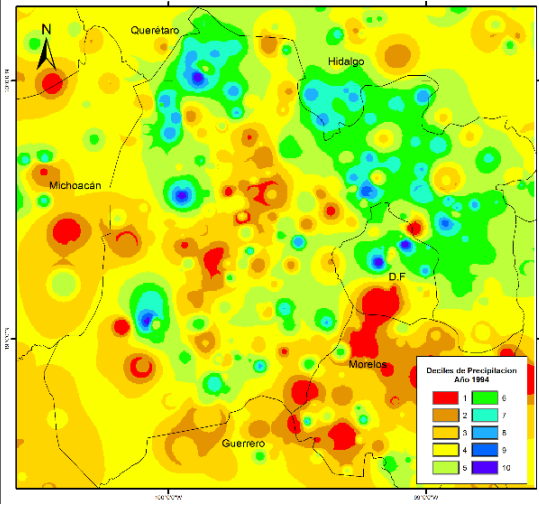 Querétaro
N
Hidalgo
Michoacán
D.F
Morelos
Guerrero
Deciles de Precipitacion
Año 1994
1 6
2 7
3 8
4 9
5 10